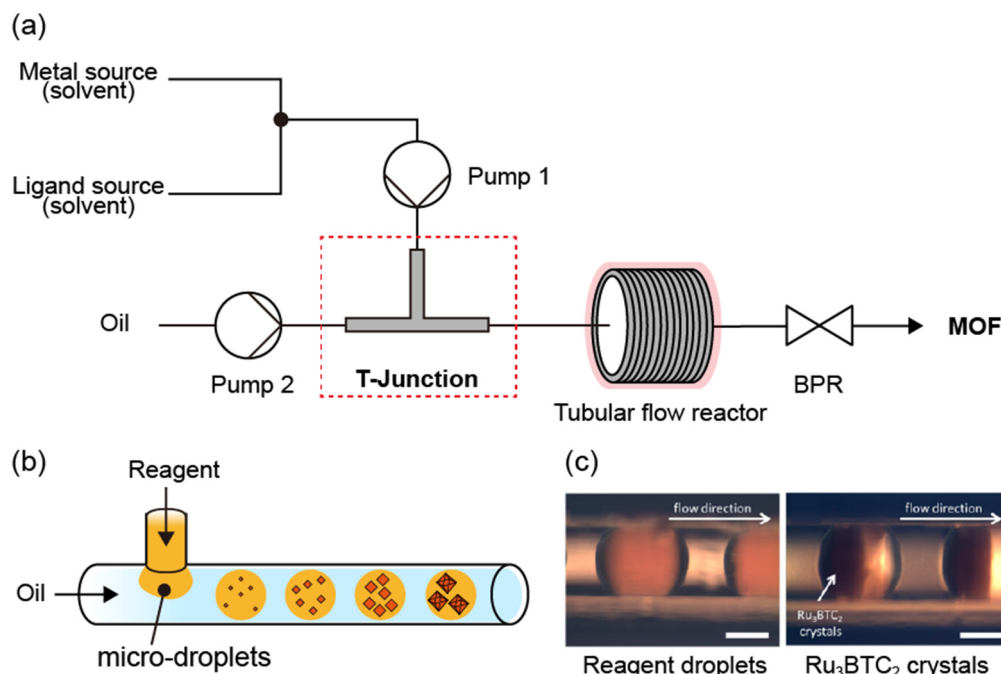 (a)
Metal source
(solvent)
Ligand source
(solvent)
Pump 1
Oil
Pump 2
T-Junction
Tubular flow reactor
BPR
MOF
(b)
Reagent
Oil
micro-droplets
(c)
flow direction
flow direction
Ru₃BTC₂
crystals
Reagent droplets
Ru₃BTC₂ crystals